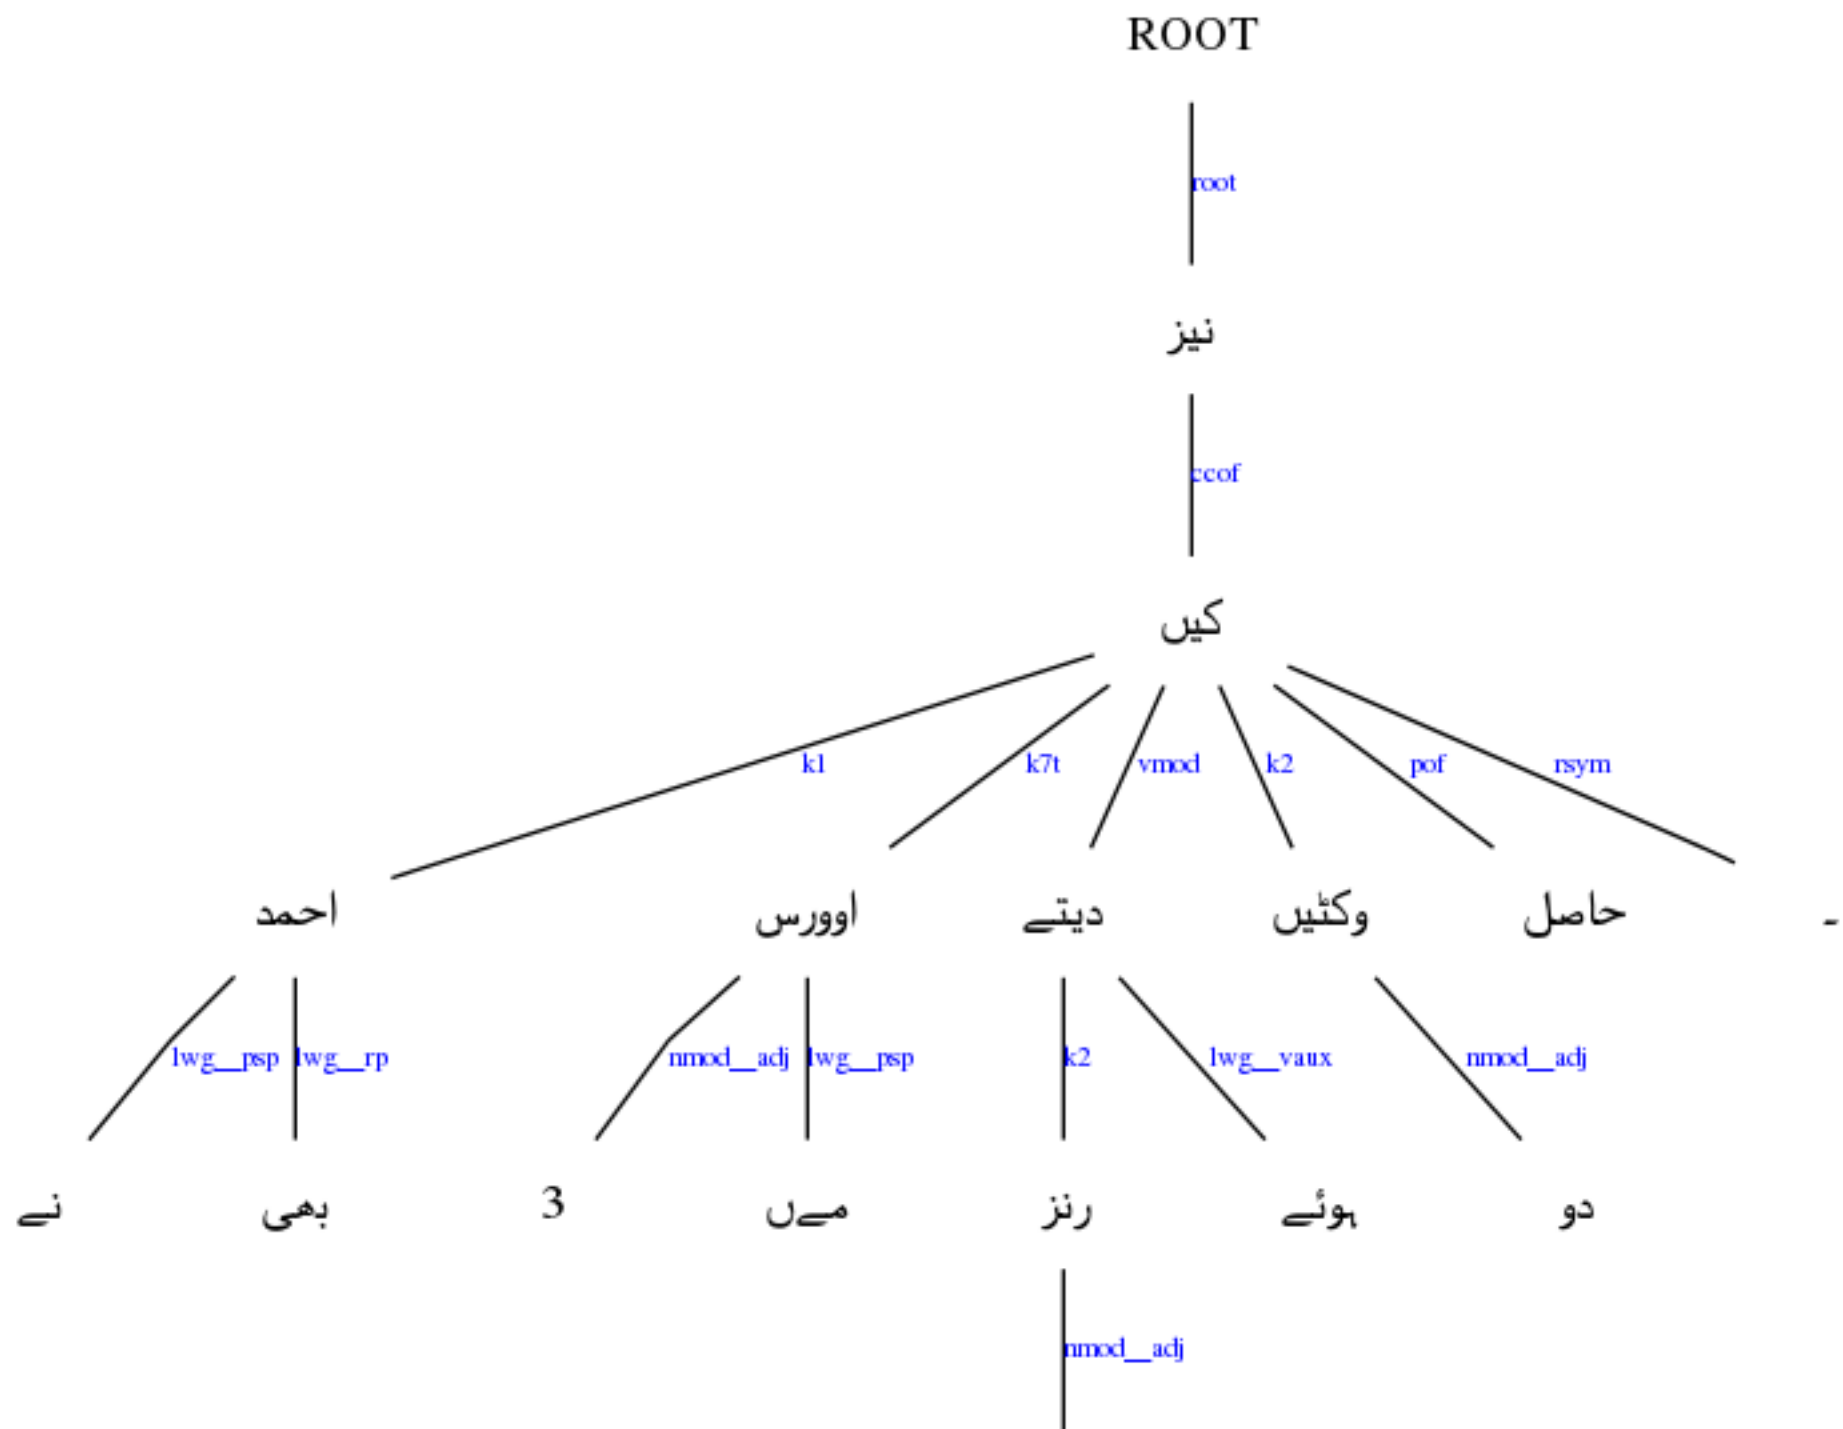 ROOT
root
نیز
ccof
کیں
k1 k7t vmod k2 pof rsym
احمد اوورس دیتے وکٹیں حاصل ۔
lwg__psp lwg__rp nmod__adj lwg__psp k2 lwg__vaux nmod__adj
نے بھی 3 مےں رنز ہوئے دو
nmod__adj